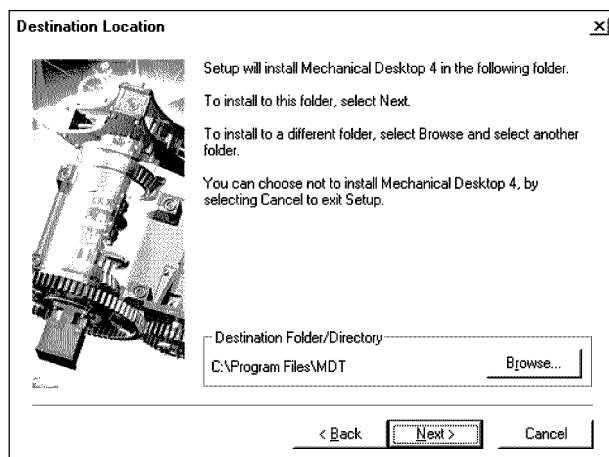 Destination Location
Setup will install Mechanical Desktop 4 in the following folder.
To install to this folder, select Next.
To install to a different folder, select Browse and select another
folder.
You can choose not to install Mechanical Desktop 4, by
selecting Cancel to exit Setup.
Destination Folder/Directory
C:\Program Files\MDT
Browse...
< Back
Next >
Cancel